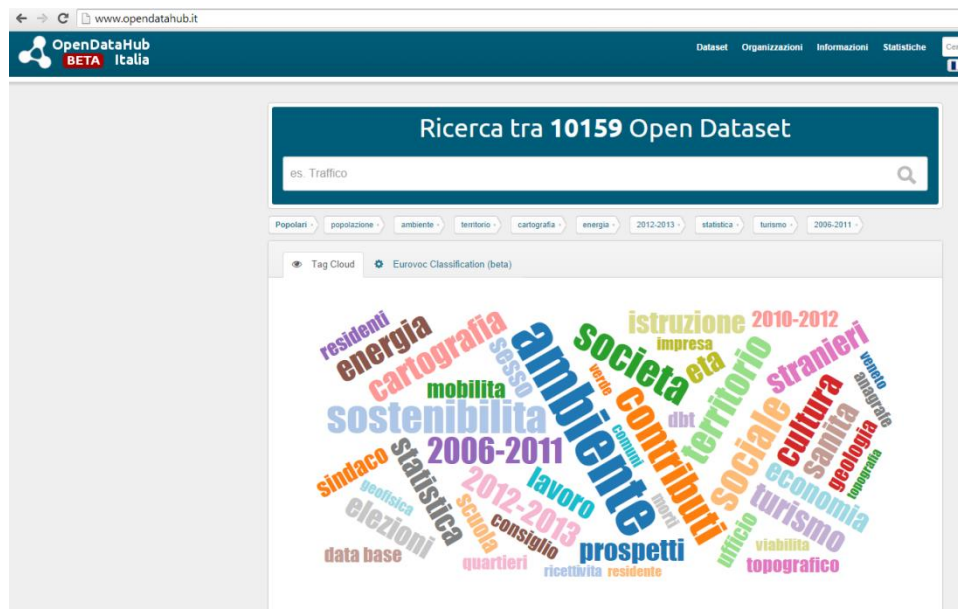 www.opendatahub.it
OpenDataHub
BETA Italia
Dataset Organizzazioni Informazioni Statistiche
Ricerca tra 10159 Open Dataset
es. Traffico
Popolari popolazione ambiente territorio cartografia energia 2012-2013 statistica turismo 2006-2011
Tag Cloud Eurovoc Classification (beta)
residenti
energia
cartografia
sesso
ambiente
societa
istruzione
2010-2012
impresa
eta
territorio
stranieri
veneto
anagrafe
mobilita
verde
contributi
dbt
sociale
cultura
sanita
geologia
topografia
sostenibilita
2006-2011
comuni
sindaco
statistica
geofisica
elezioni
2012-2013
lavoro
scuola
consiglio
morti
economia
turismo
ufficio
viabilita
data base
quartieri
prospetti
ricettivita
residente
topografico